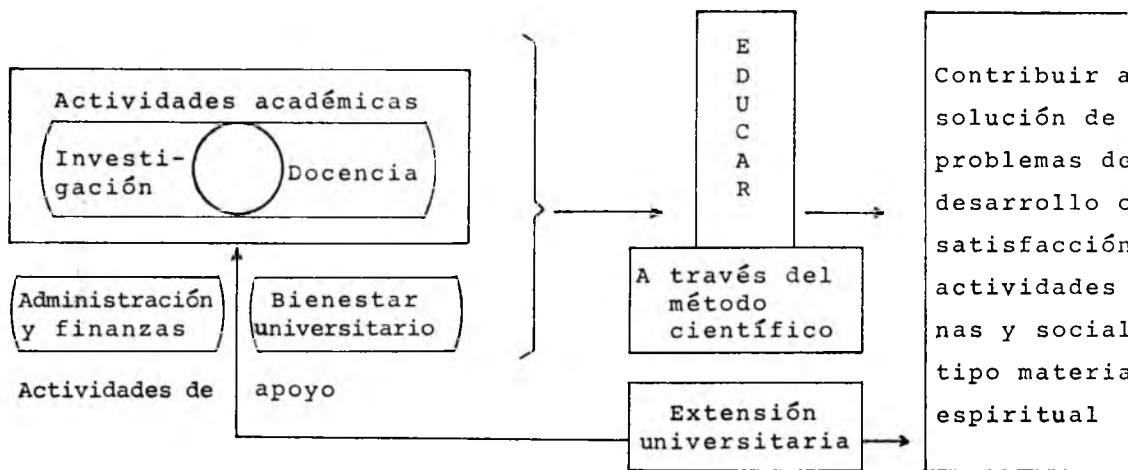 Actividades académicas
Investi-
gación
Docencia
Administración
y finanzas
Bienestar
universitario
Actividades de apoyo
E
D
U
C
A
R
A través del
método
científico
Extensión
universitaria
Contribuir a
solución de
problemas de
desarrollo
satisfacción
actividades
nas y social
tipo materia
espiritual